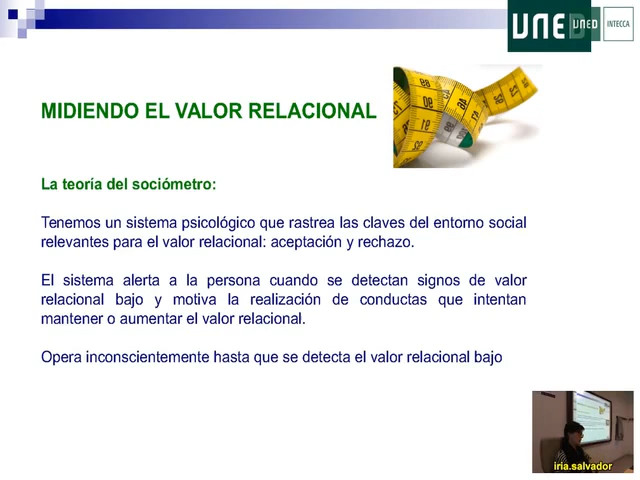 UNED
UNED
INTECCA
MIDIENDO EL VALOR RELACIONAL
La teoría del sociómetro:
Tenemos un sistema psicológico que rastrea las claves del entorno social
relevantes para el valor relacional: aceptación y rechazo.
El sistema alerta a la persona cuando se detectan signos de valor
relacional bajo y motiva la realización de conductas que intentan
mantener o aumentar el valor relacional.
Opera inconscientemente hasta que se detecta el valor relacional bajo
iria.salvador